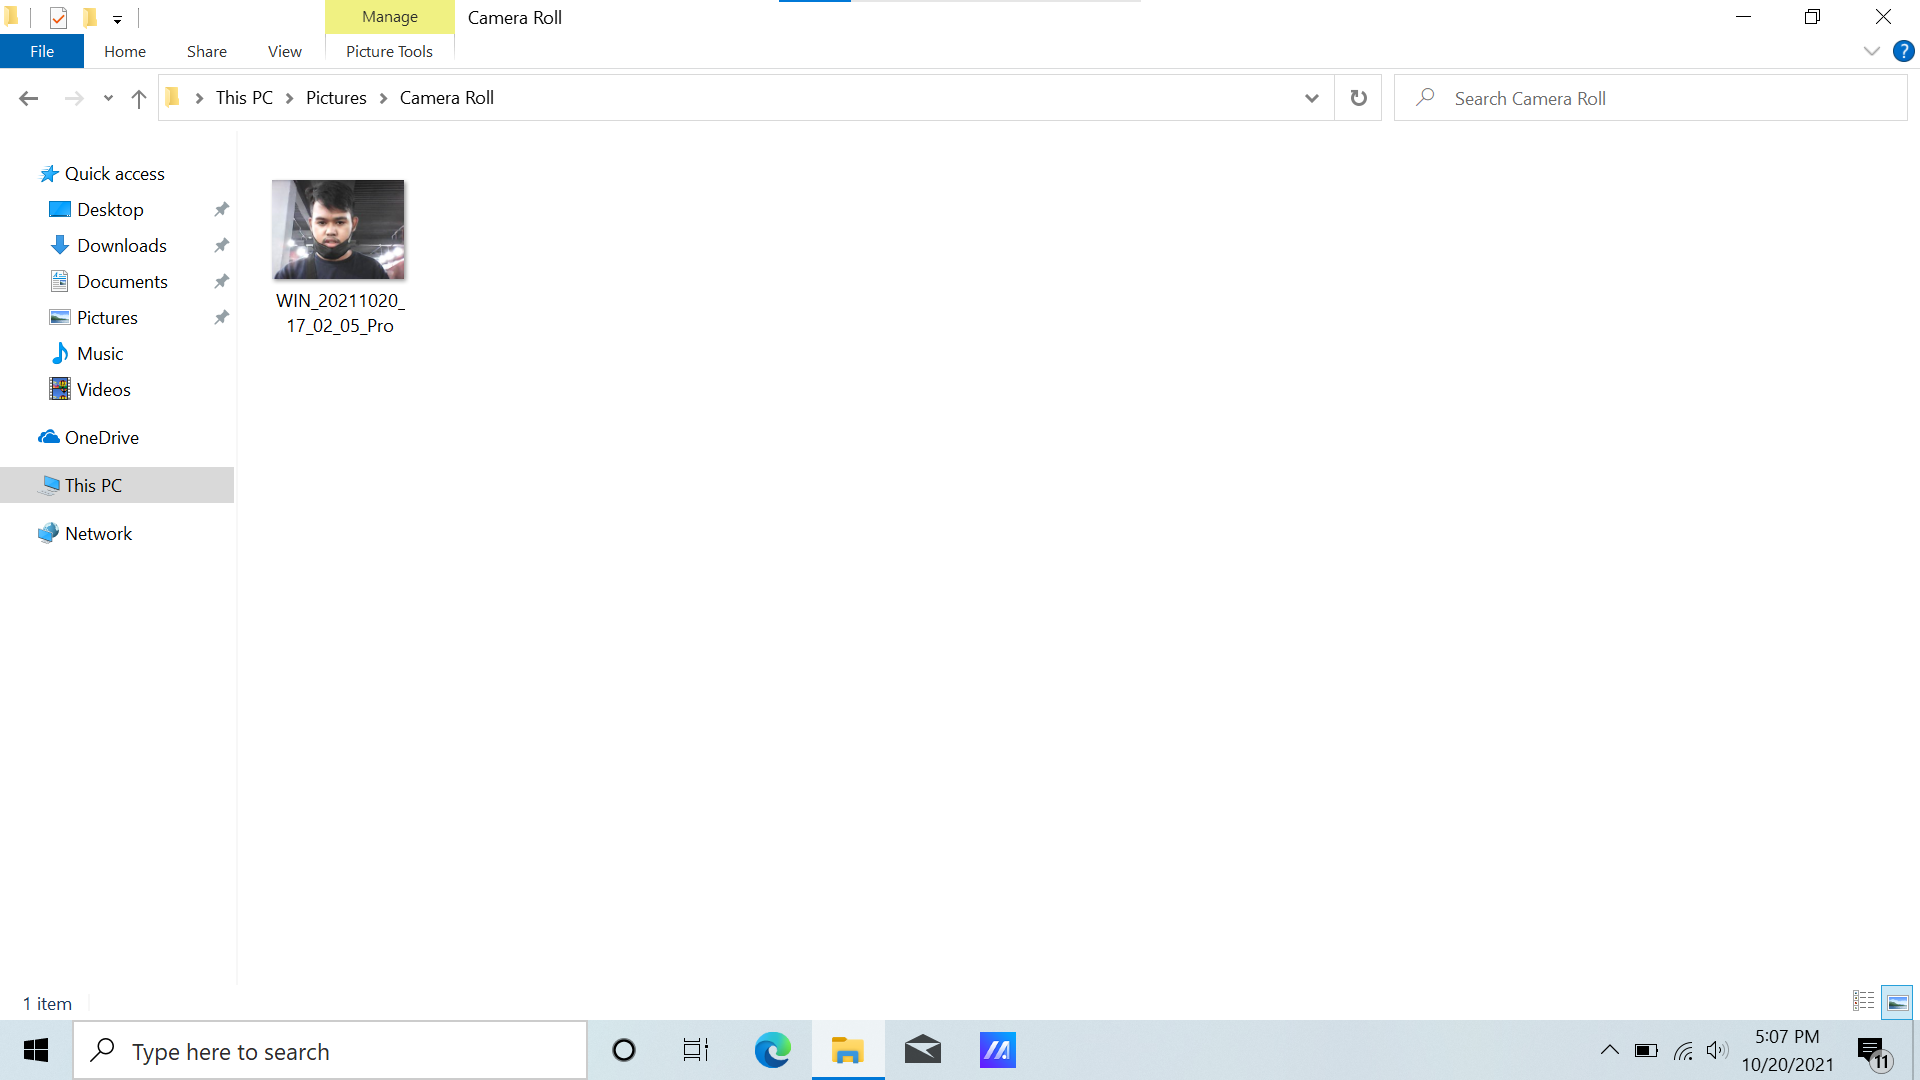 Manage
Camera Roll
File
Home
Share
View
Picture Tools
?
This PC
Pictures
Camera Roll
Search Camera Roll
Quick access
Desktop
Downloads
Documents
Pictures
Music
Videos
OneDrive
This PC
Network
WIN_20211020_
17_02_05_Pro
1 item
Type here to search
5:07 PM
10/20/2021
11